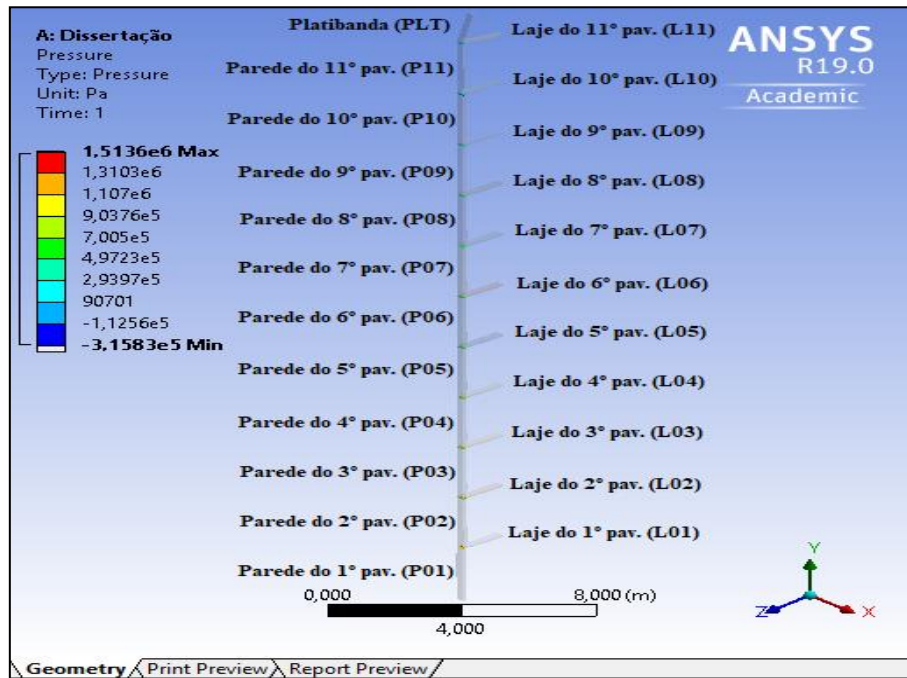 A: Dissertação
Pressure
Type: Pressure
Unit: Pa
Time: 1
1,5136e6 Max
1,3103e6
1,107e6
9,0376e5
7,005e5
4,9723e5
2,9397e5
90701
-1,1256e5
-3,1583e5 Min
Platibanda (PLT)
Parede do 11° pav. (P11)
Parede do 10° pav. (P10)
Parede do 9° pav. (P09)
Parede do 8° pav. (P08)
Parede do 7° pav. (P07)
Parede do 6° pav. (P06)
Parede do 5° pav. (P05)
Parede do 4° pav. (P04)
Parede do 3° pav. (P03)
Parede do 2° pav. (P02)
Parede do 1° pav. (P01)
Laje do 11° pav. (L11)
Laje do 10° pav. (L10)
Laje do 9° pav. (L09)
Laje do 8° pav. (L08)
Laje do 7° pav. (L07)
Laje do 6° pav. (L06)
Laje do 5° pav. (L05)
Laje do 4° pav. (L04)
Laje do 3° pav. (L03)
Laje do 2° pav. (L02)
Laje do 1° pav. (L01)
ANSYS
R19.0
Academic
0,000
8,000 (m)
4,000
Y
Z
X
Geometry
Print Preview
Report Preview